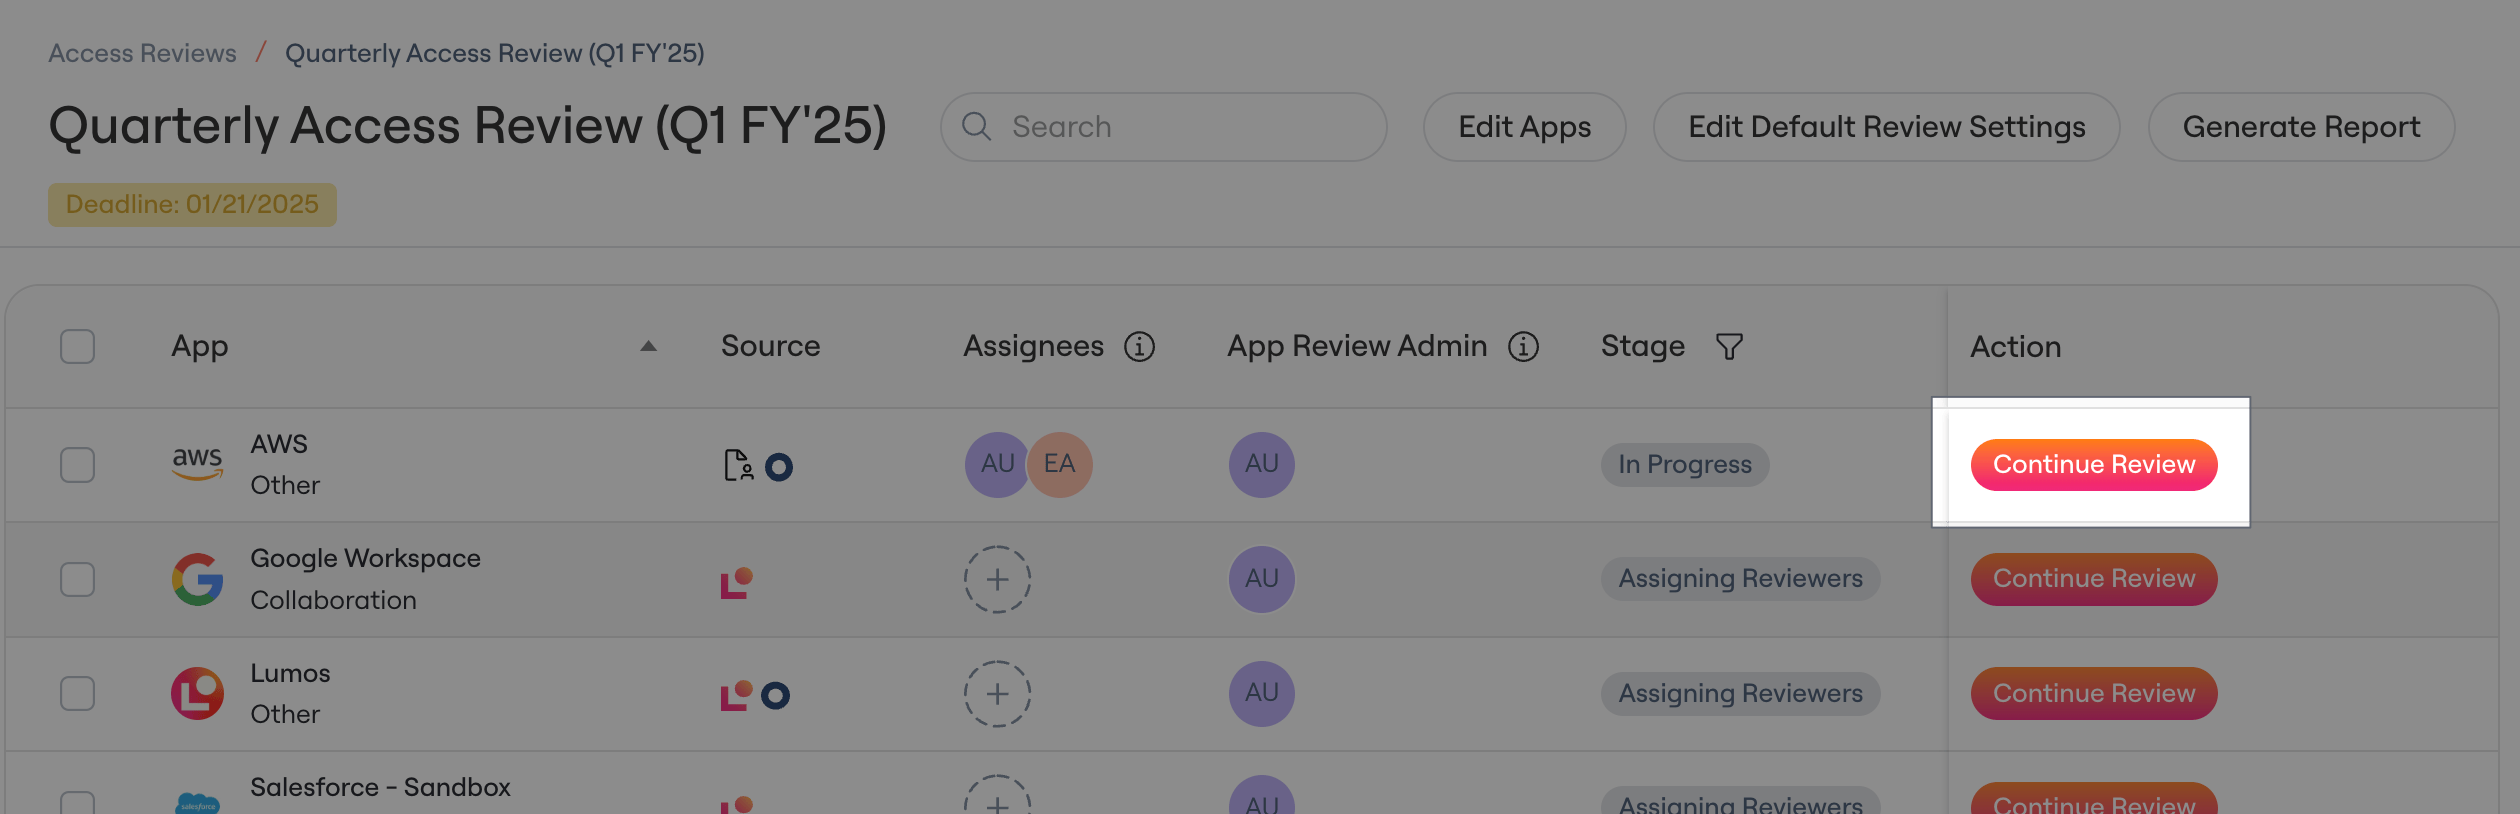 Access Reviews / Quarterly Access Review (Q1 FY'25)
Quarterly Access Review (Q1 FY'25)
Search
Edit Apps
Edit Default Review Settings
Generate Report
Deadline: 01/21/2025
App
Source
Assignees
App Review Admin
Stage
Action
aws
AWS
Other
AU
EA
AU
In Progress
Continue Review
Google Workspace
Collaboration
AU
Assigning Reviewers
Continue Review
Lumos
Other
AU
Assigning Reviewers
Continue Review
salesforce
Salesforce - Sandbox
AU
Assigning Reviewers
Continue Review